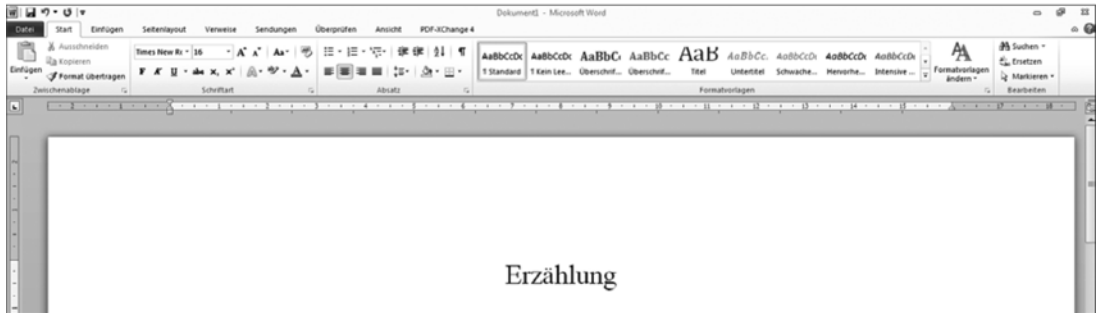 Dokument1 - Microsoft Word
Datei Start Einfügen Seitenlayout Verweise Sendungen Überprüfen Ansicht PDF-XChange 4
Einfügen
Ausschneiden
Kopieren
Format übertragen
Zwischenablage
Times New Ro 16
F K U abc x, x² A
Schriftart
Absatz
AaBbCcDc AaBbCcDc AaBbC AaBbCc AaB AaBbCc. AaBbCcDc AaBbCcDc AaBbCcDc
¶ Standard ¶ Kein Lee... Überschrif... Überschrif... Titel Untertitel Schwache... Hervorhe... Intensive ...
Formatvorlagen ändern
Formatvorlagen
Suchen
Ersetzen
Markieren
Bearbeiten
Erzählung